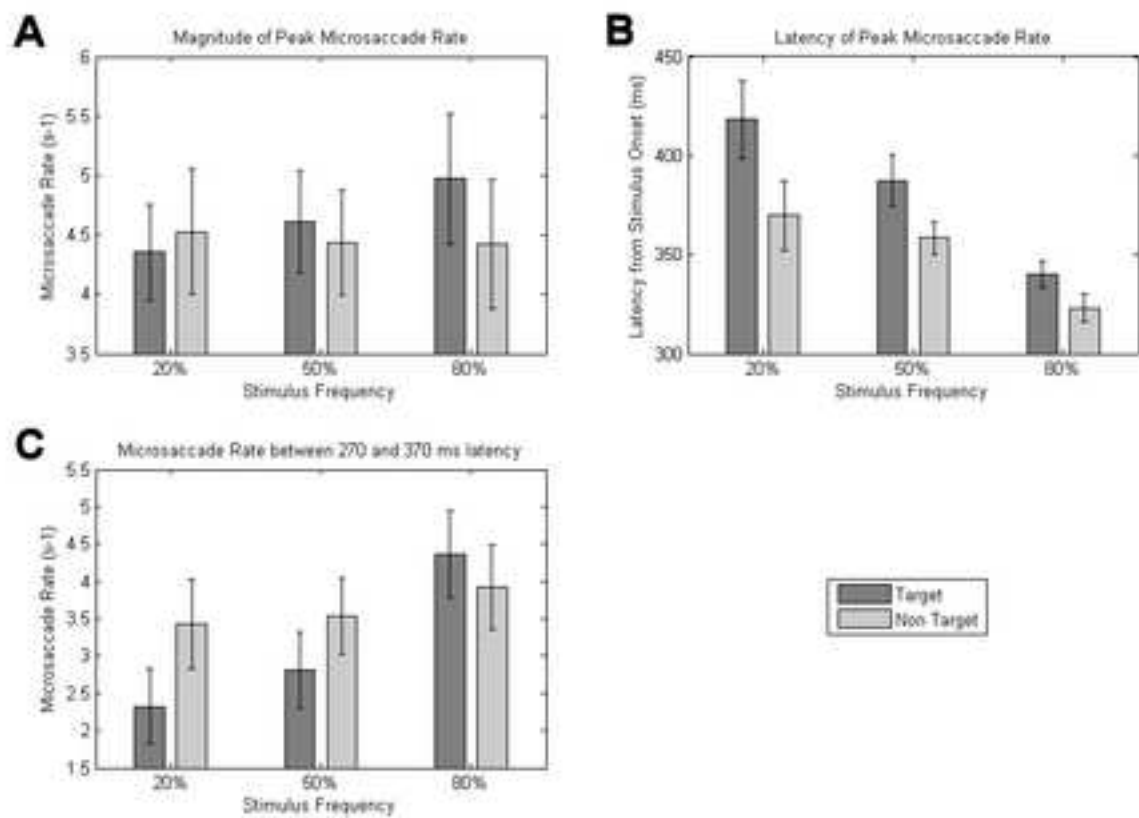 A
Magnitude of Peak Microsaccade Rate
Microsaccade Rate (s-1)
6
5.5
5
4.5
4
3.5
20% 50% 80%
Stimulus Frequency
B
Latency of Peak Microsaccade Rate
Latency from Stimulus Onset (ms)
450
400
350
300
20% 50% 80%
Stimulus Frequency
C
Microsaccade Rate between 270 and 370 ms latency
Microsaccade Rate (s-1)
5.5
5
4.5
4
3.5
3
2.5
2
1.5
20% 50% 80%
Stimulus Frequency
Target
Non Target